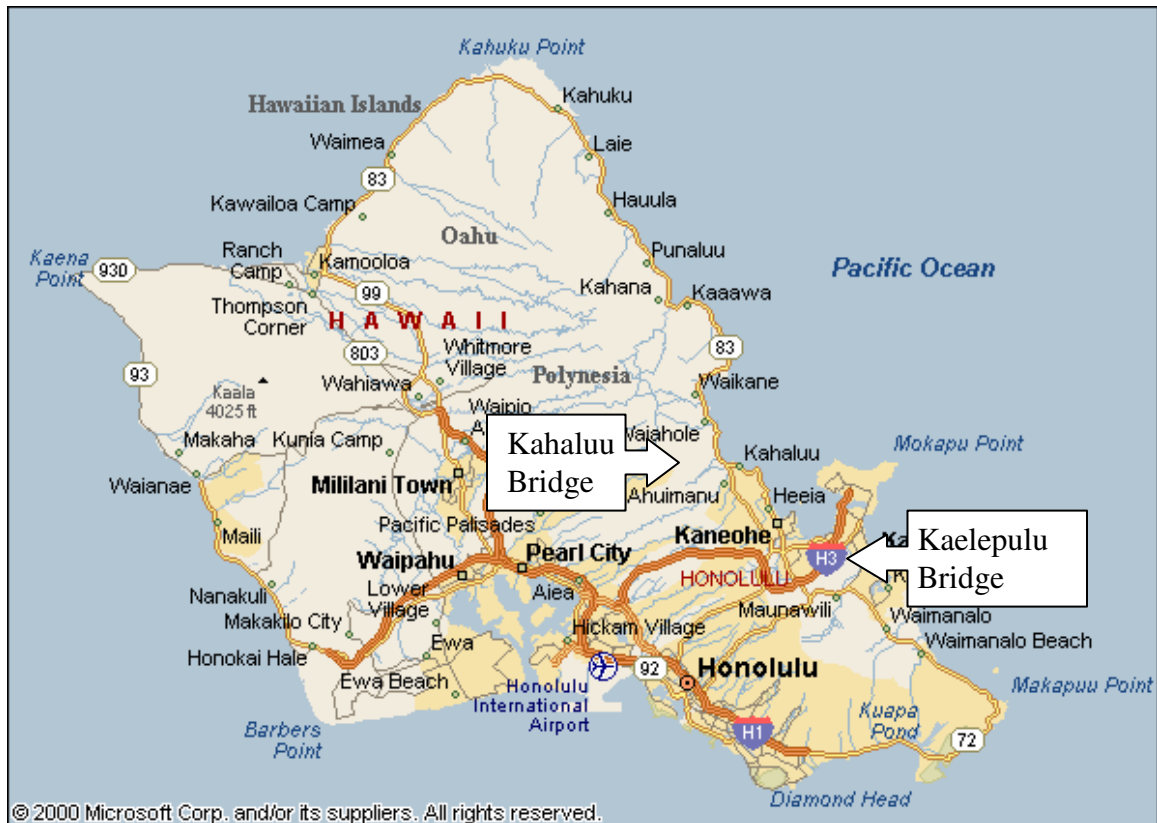 Kahuku Point
Hawaiian Islands
Kahuku
Waimea
Laie
83
Kawailoa Camp
Hauula
Oahu
Ranch
Camp
Kamooloa
Punaluu
Kaena
Point
930
Pacific Ocean
99
Kahana
Kaaawa
Thompson
Corner
HAWAII
803
Whitmore
Village
83
93
Polynesia
Wahiawa
Waikane
Kaala
4025 ft
Waipio
Makaha
Kunia Camp
Kahaluu
Bridge
Waiahole
Kahaluu
Mokapu Point
Waianae
Mililani Town
Ahuimanu
Heeia
Maili
Pacific Palisades
Kaneohe
Kaelepulu
Bridge
Waipahu
Pearl City
H3
HONOLULU
Nanakuli
Lower
Village
Aiea
Maunawili
Waimanalo
Makakilo City
Hickam Village
Waimanalo Beach
Honokai Hale
Ewa
92
Honolulu
Ewa Beach
Honolulu
International
Airport
Makapuu Point
Barbers
Point
Kuapa
Pond
H1
72
Diamond Head
© 2000 Microsoft Corp. and/or its suppliers. All rights reserved.